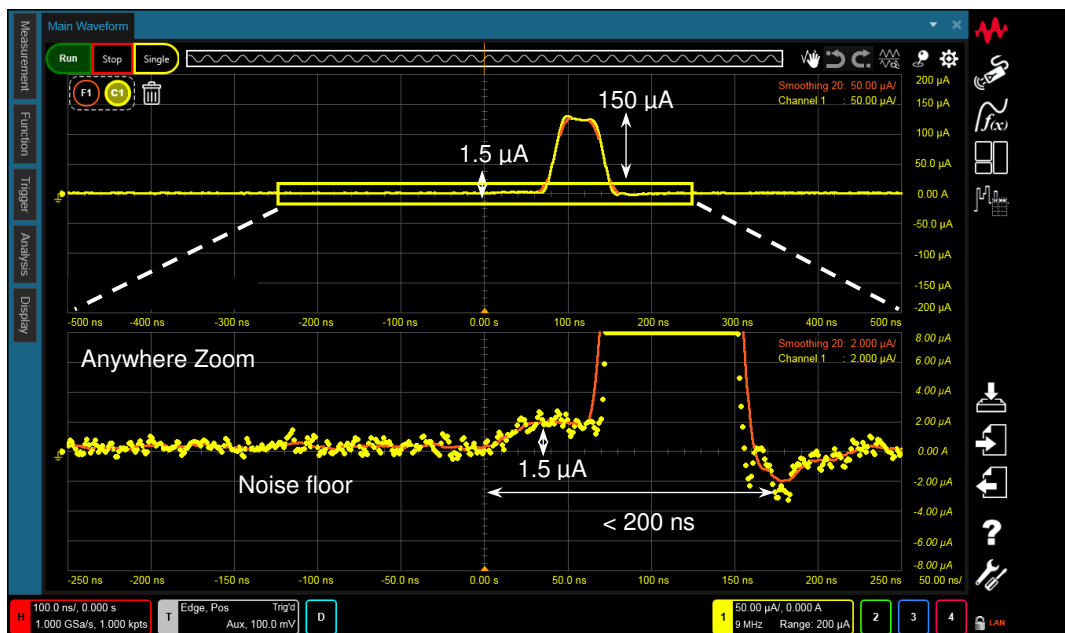 Main Waveform
Measurement
Function
Trigger
Analysis
Display
Run
Stop
Single
F1
C1
Smoothing 20: 50.00 µA/
Channel 1 : 50.00 µA/
200 µA
150 µA
100 µA
50.0 µA
0.00 A
-50.0 µA
-100 µA
-150 µA
-200 µA
150 µA
1.5 µA
-500 ns -400 ns -300 ns -200 ns -100 ns 0.00 s 100 ns 200 ns 300 ns 400 ns 500 ns
Anywhere Zoom
Smoothing 20: 2.000 µA/
Channel 1 : 2.000 µA/
8.00 µA
6.00 µA
4.00 µA
2.00 µA
0.00 A
-2.00 µA
-4.00 µA
-6.00 µA
-8.00 µA
1.5 µA
Noise floor
< 200 ns
-250 ns -200 ns -150 ns -100 ns -50.0 ns 0.00 s 50.0 ns 100 ns 150 ns 200 ns 250 ns 50.00 ns/
f(x)
?
H
100.0 ns/, 0.000 s
1.000 GSa/s, 1.000 kpts
T
Edge, Pos Trig'd
Aux, 100.0 mV
D
1
50.00 µA/, 0.000 A
9 MHz Range: 200 µA
2
3
4
LAN